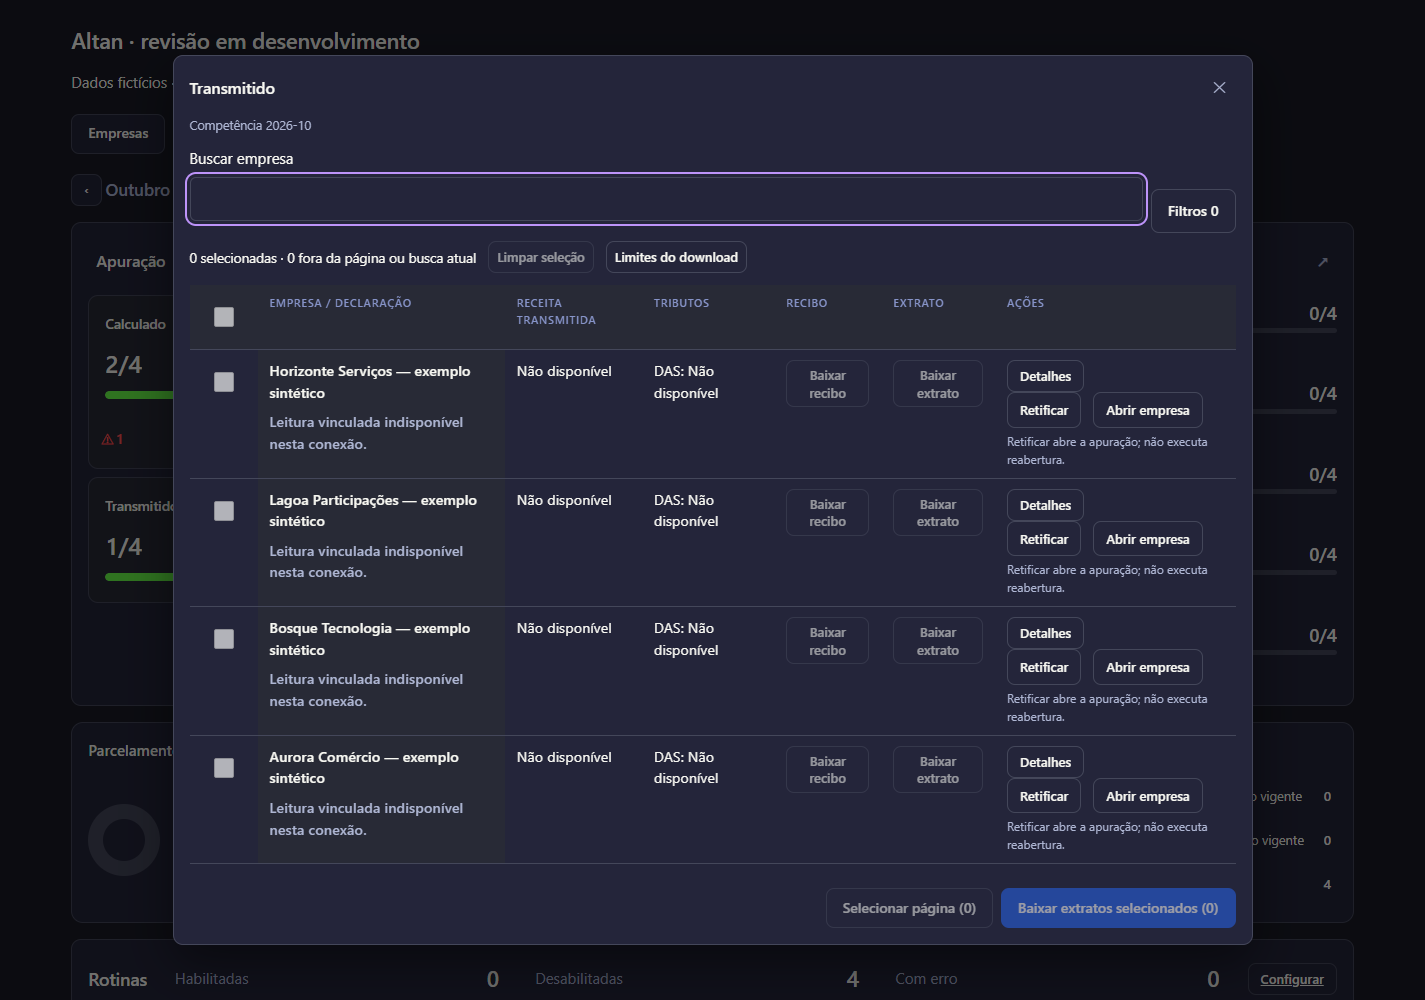 Altan · revisão em desenvolvimento
Dados fictícios ·
Empresas
‹ Outubro
Apuração
Calculado
2/4
1
Transmitido
1/4
Parcelament
Transmitido
Competência 2026-10
Buscar empresa
Filtros 0
0 selecionadas · 0 fora da página ou busca atual Limpar seleção Limites do download
EMPRESA / DECLARAÇÃO RECEITA TRANSMITIDA TRIBUTOS RECIBO EXTRATO AÇÕES
Horizonte Serviços — exemplo sintético
Leitura vinculada indisponível nesta conexão.
Não disponível
DAS: Não disponível
Baixar recibo
Baixar extrato
Detalhes
Retificar Abrir empresa
Retificar abre a apuração; não executa reabertura.
Lagoa Participações — exemplo sintético
Leitura vinculada indisponível nesta conexão.
Não disponível
DAS: Não disponível
Baixar recibo
Baixar extrato
Detalhes
Retificar Abrir empresa
Retificar abre a apuração; não executa reabertura.
Bosque Tecnologia — exemplo sintético
Leitura vinculada indisponível nesta conexão.
Não disponível
DAS: Não disponível
Baixar recibo
Baixar extrato
Detalhes
Retificar Abrir empresa
Retificar abre a apuração; não executa reabertura.
Aurora Comércio — exemplo sintético
Leitura vinculada indisponível nesta conexão.
Não disponível
DAS: Não disponível
Baixar recibo
Baixar extrato
Detalhes
Retificar Abrir empresa
Retificar abre a apuração; não executa reabertura.
Selecionar página (0) Baixar extratos selecionados (0)
0/4
0/4
0/4
0/4
0/4
o vigente 0
o vigente 0
4
Rotinas Habilitadas 0 Desabilitadas 4 Com erro 0 Configurar